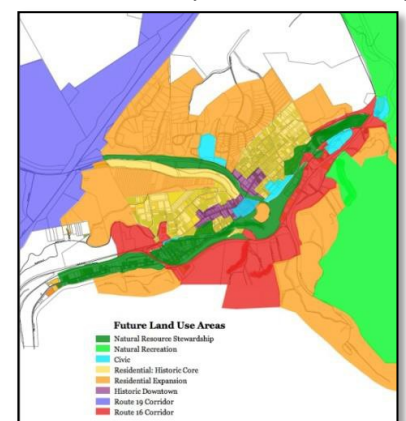 Future Land Use Areas
Natural Resource Stewardship
Natural Recreation
Civic
Residential: Historic Core
Residential Expansion
Historic Downtown
Route 19 Corridor
Route 16 Corridor